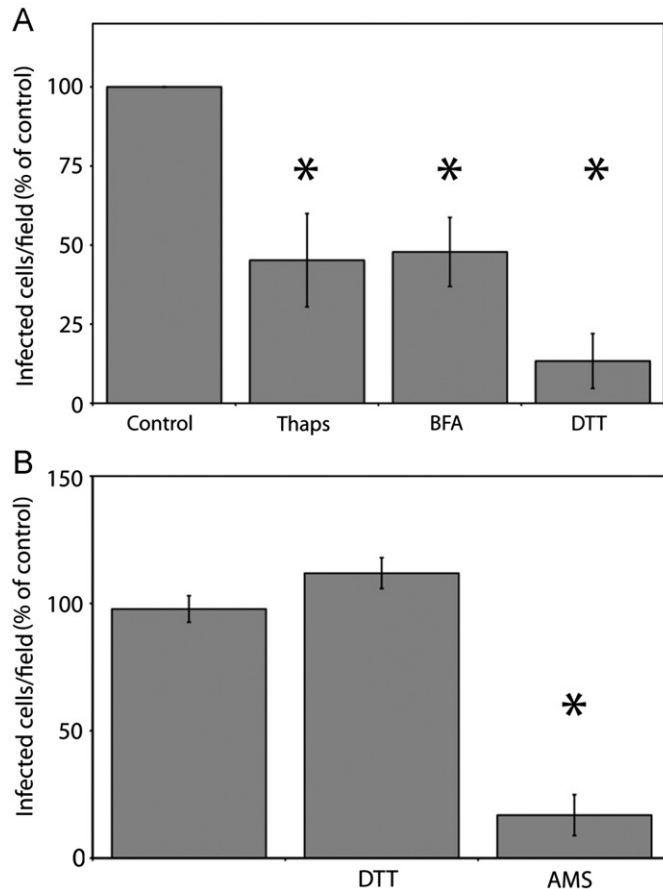 A
Infected cells/field (% of control)
100
75
50
25
0
*
*
*
Control Thaps BFA DTT
B
Infected cells/field (% of control)
150
100
50
0
*
DTT AMS